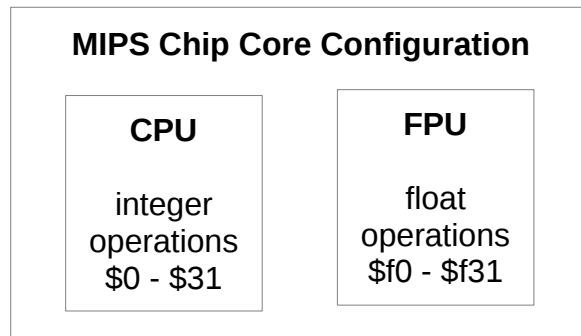 MIPS Chip Core Configuration
CPU
integer
operations
$0 - $31
FPU
float
operations
$f0 - $f31